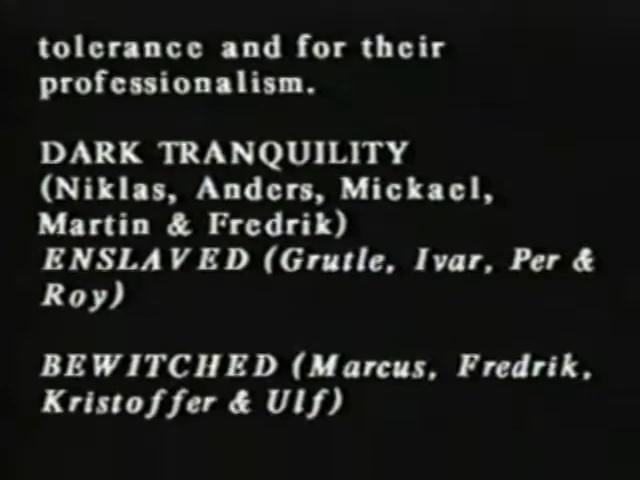 tolerance and for their
professionalism.
DARK TRANQUILITY
(Niklas, Anders, Mickael,
Martin & Fredrik)
ENSLAVED (Grutle, Ivar, Per &
Roy)
BEWITCHED (Marcus, Fredrik,
Kristoffer & Ulf)